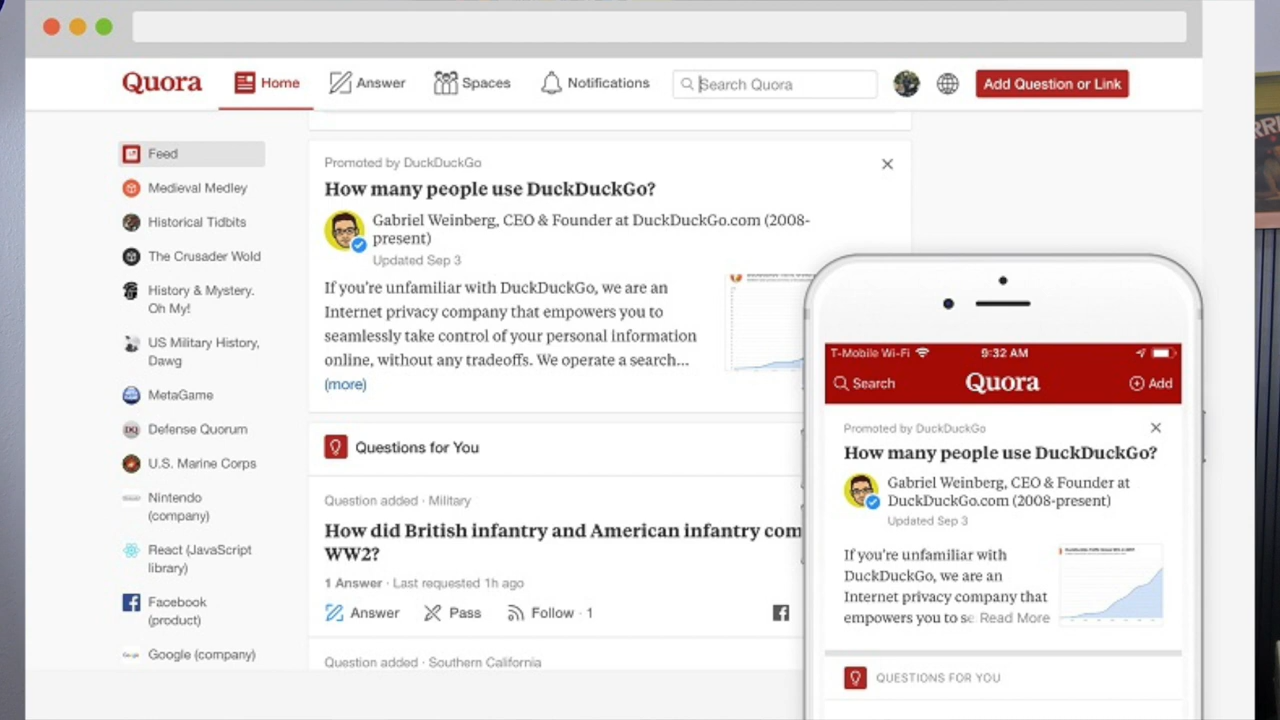 Quora
Home
Answer
Spaces
Notifications
Search Quora
Add Question or Link
Feed
Medieval Medley
Historical Tidbits
The Crusader Wold
History & Mystery.
Oh My!
US Military History,
Dawg
MetaGame
Defense Quorum
U.S. Marine Corps
Nintendo
(company)
React (JavaScript
library)
Facebook
(product)
Google (company)
Promoted by DuckDuckGo
How many people use DuckDuckGo?
Gabriel Weinberg, CEO & Founder at DuckDuckGo.com (2008-
present)
Updated Sep 3
If you're unfamiliar with DuckDuckGo, we are an
Internet privacy company that empowers you to
seamlessly take control of your personal information
online, without any tradeoffs. We operate a search...
(more)
Questions for You
Question added · Military
How did British infantry and American infantry com
WW2?
1 Answer · Last requested 1h ago
Answer
Pass
Follow · 1
Question added · Southern California
T-Mobile Wi-Fi
9:32 AM
Search
Quora
Add
Promoted by DuckDuckGo
How many people use DuckDuckGo?
Gabriel Weinberg, CEO & Founder at
DuckDuckGo.com (2008-present)
Updated Sep 3
If you're unfamiliar with
DuckDuckGo, we are an
Internet privacy company that
empowers you to se Read More
QUESTIONS FOR YOU